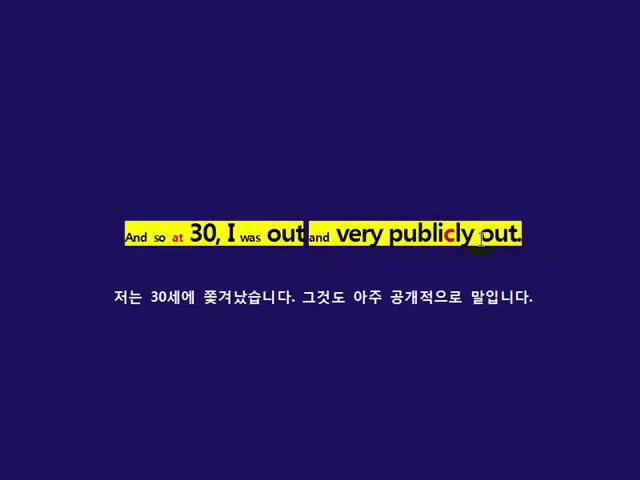 And so at 30, I was out and very publicly out.
저는 30세에 쫓겨났습니다. 그것도 아주 공개적으로 말입니다.